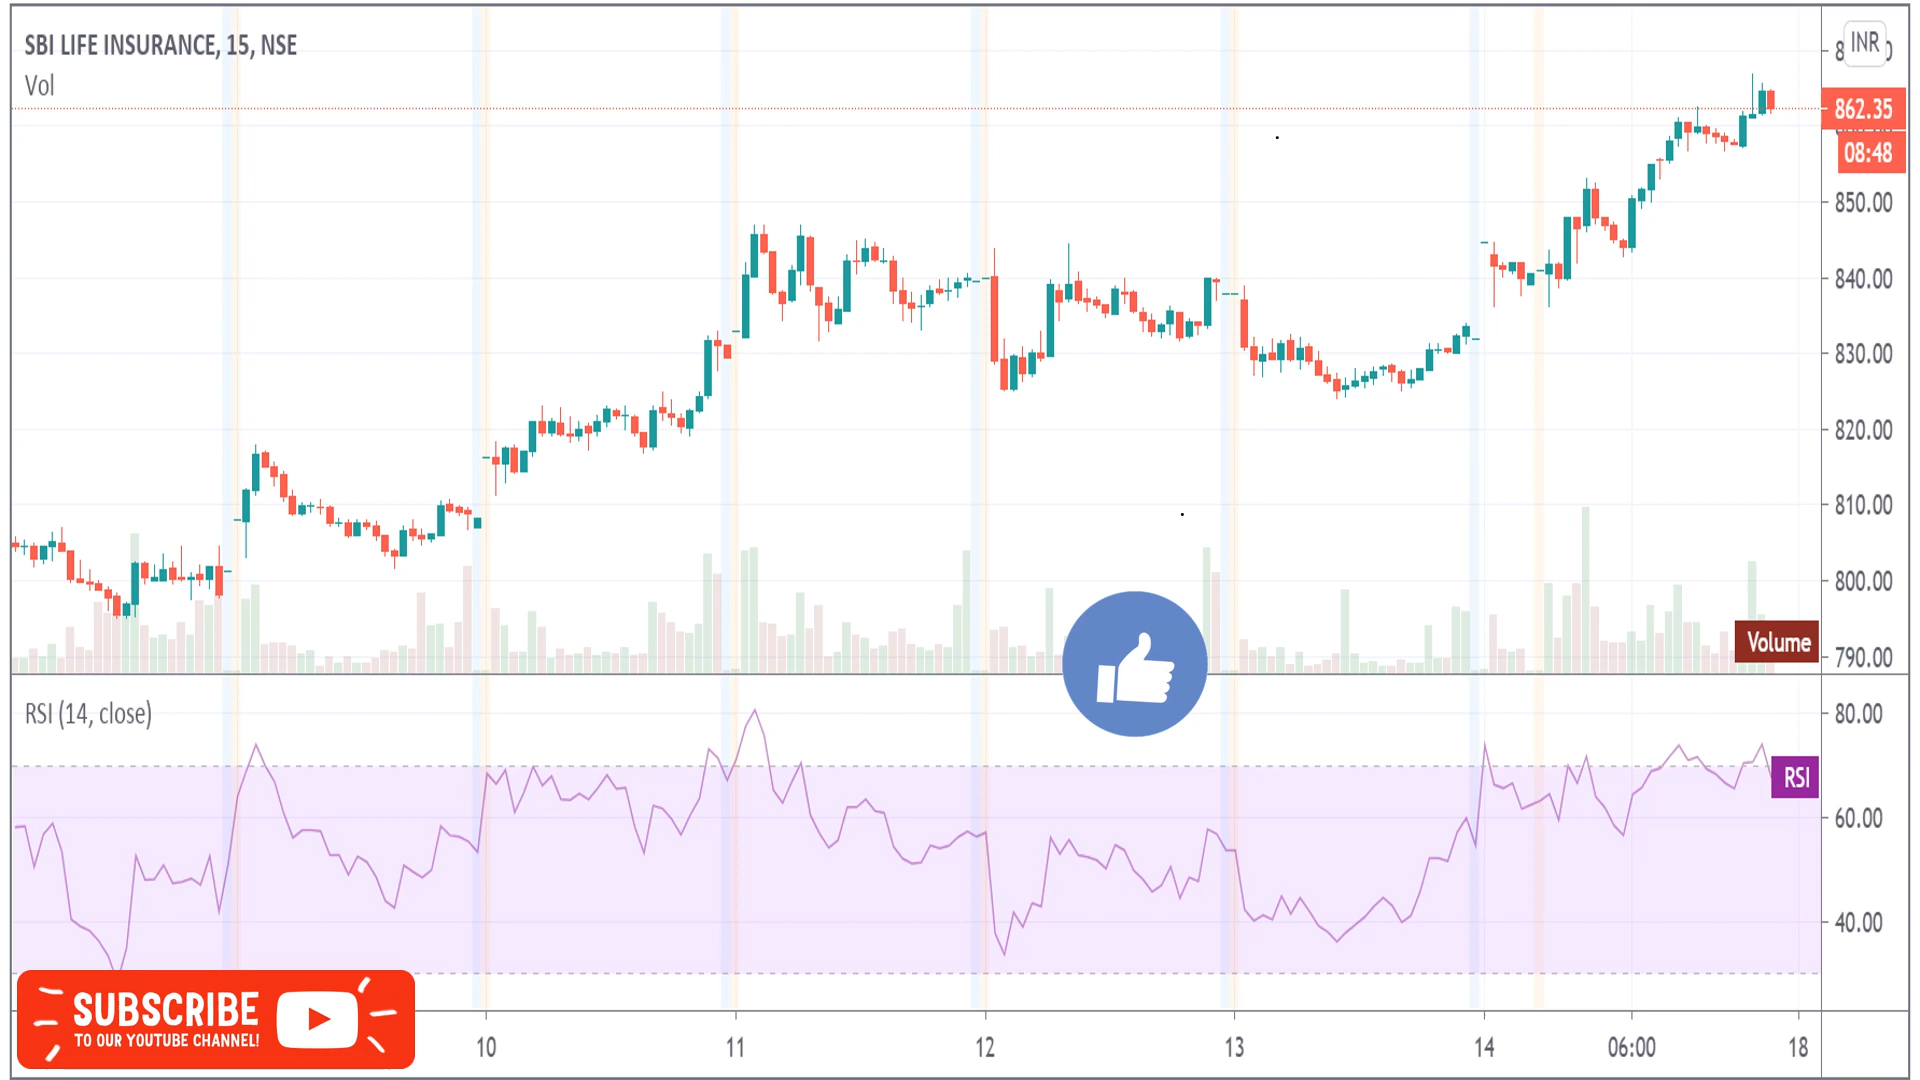 SBI LIFE INSURANCE, 15, NSE
Vol
INR
862.35
08:48
850.00
840.00
830.00
820.00
810.00
800.00
Volume
790.00
RSI (14, close)
80.00
RSI
60.00
40.00
SUBSCRIBE
TO OUR YOUTUBE CHANNEL!
10
11
12
13
14
06:00
18